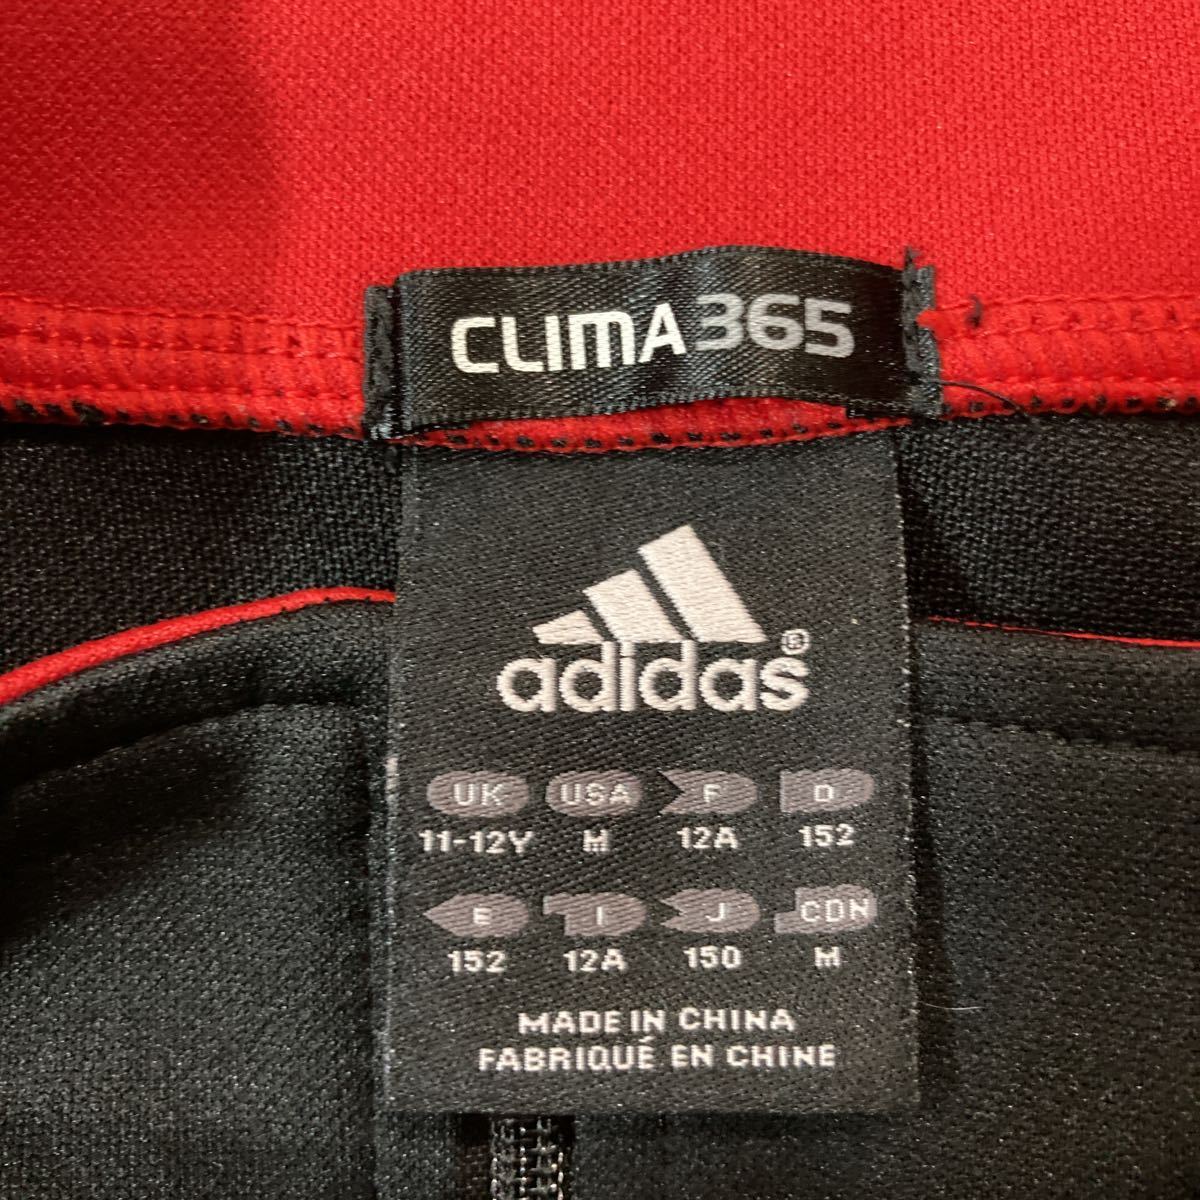 CLIMA365
adidas®
UK USA F D
11-12Y M 12A 152
E I J CDN
152 12A 150 M
MADE IN CHINA
FABRIQUÉ EN CHINE